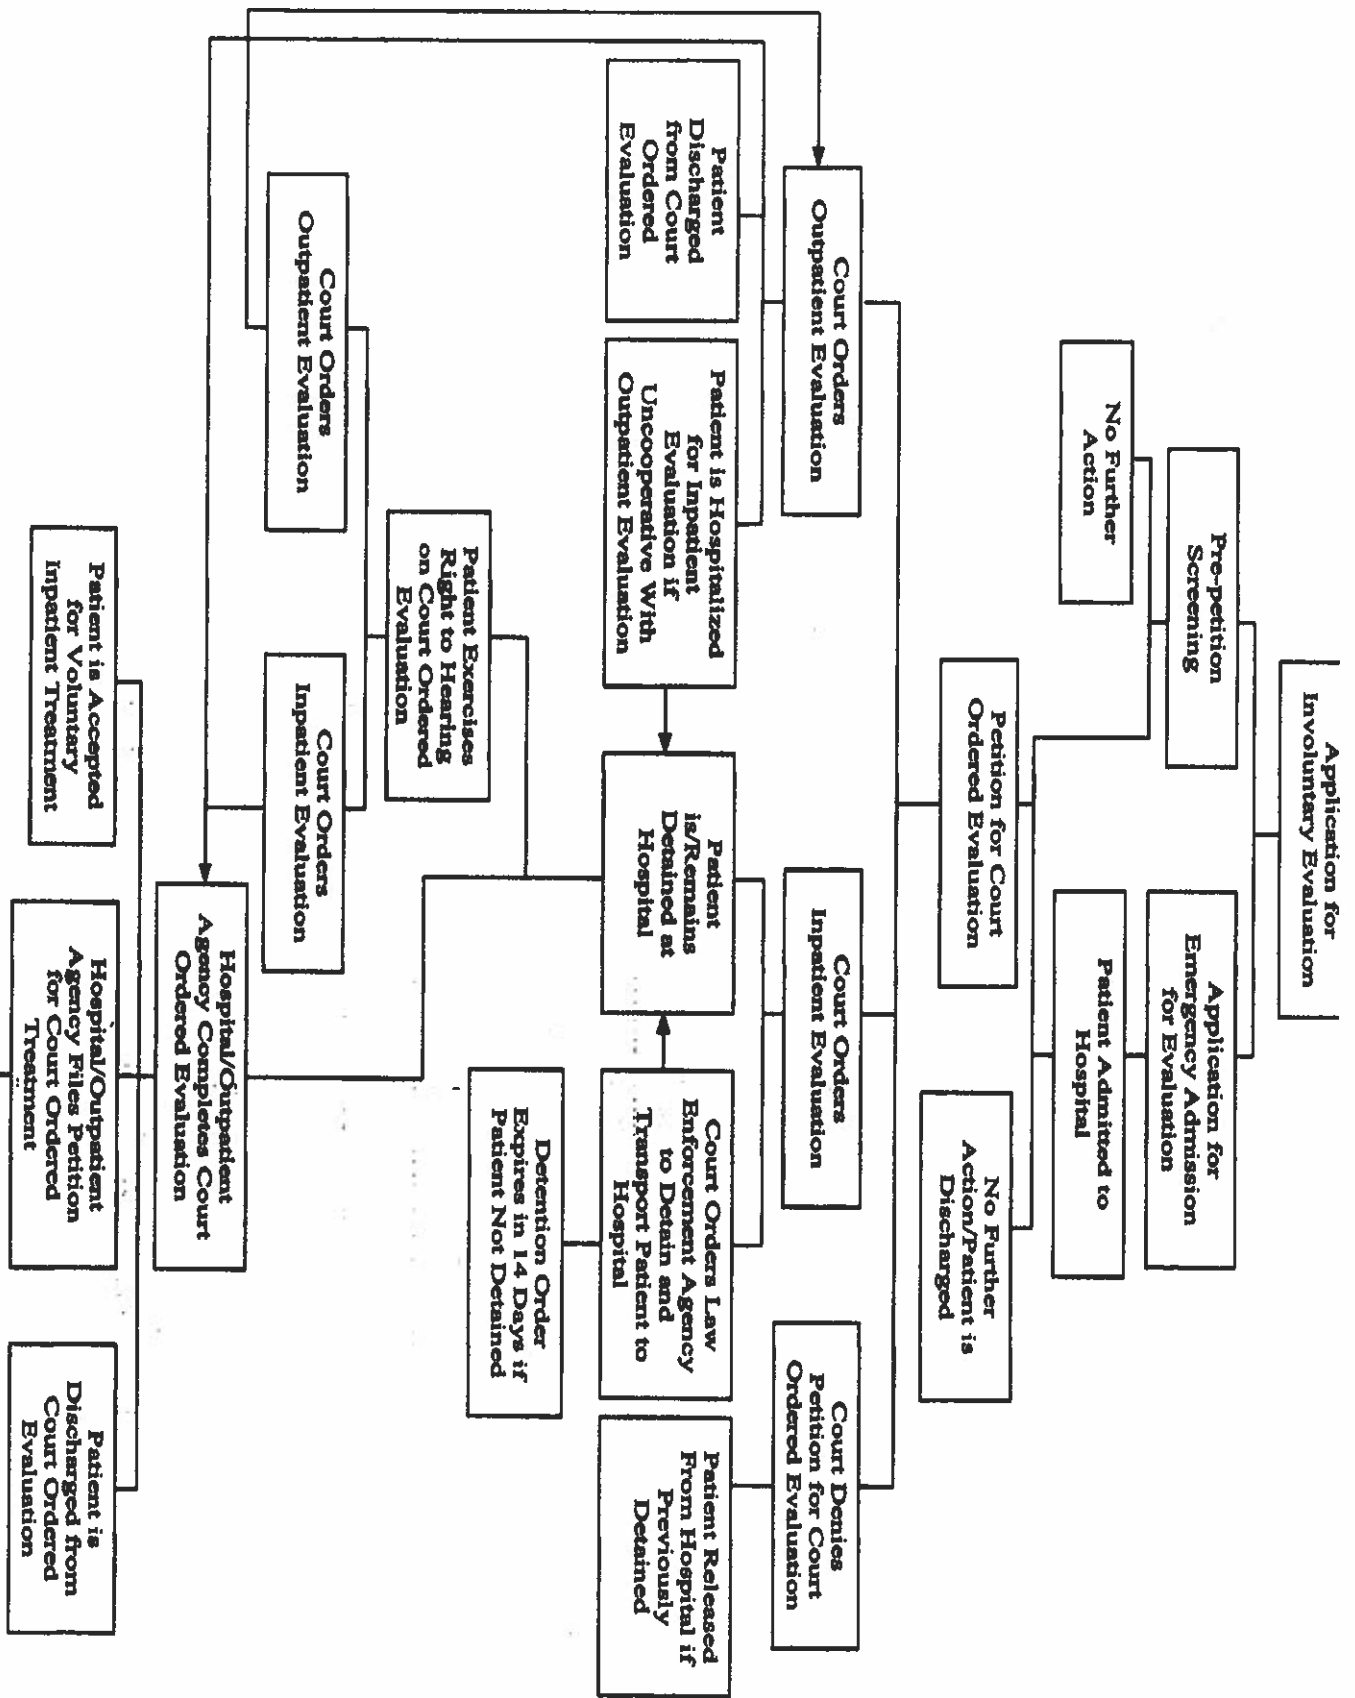 Application for
Involuntary Evaluation
Pre-petition
Screening
Application for
Emergency Admission
for Evaluation
No Further
Action
Patient Admitted to
Hospital
Petition for Court
Ordered Evaluation
No Further
Action/Patient is
Discharged
Court Orders
Outpatient Evaluation
Court Orders
Inpatient Evaluation
Court Denies
Petition for Court
Ordered Evaluation
Patient
Discharged
from Court
Ordered
Evaluation
Patient is Hospitalized
for Inpatient
Evaluation if
Uncooperative With
Outpatient Evaluation
Patient
is/Remains
Detained at
Hospital
Court Orders Law
Enforcement Agency
to Detain and
Transport Patient to
Hospital
Patient Released
From Hospital if
Previously
Detained
Patient Exercises
Right to Hearing
on Court Ordered
Evaluation
Detention Order
Expires in 14 Days if
Patient Not Detained
Court Orders
Outpatient Evaluation
Court Orders
Inpatient Evaluation
Hospital/Outpatient
Agency Completes Court
Ordered Evaluation
Patient is Accepted
for Voluntary
Inpatient Treatment
Hospital/Outpatient
Agency Files Petition
for Court Ordered
Treatment
Patient is
Discharged from
Court Ordered
Evaluation